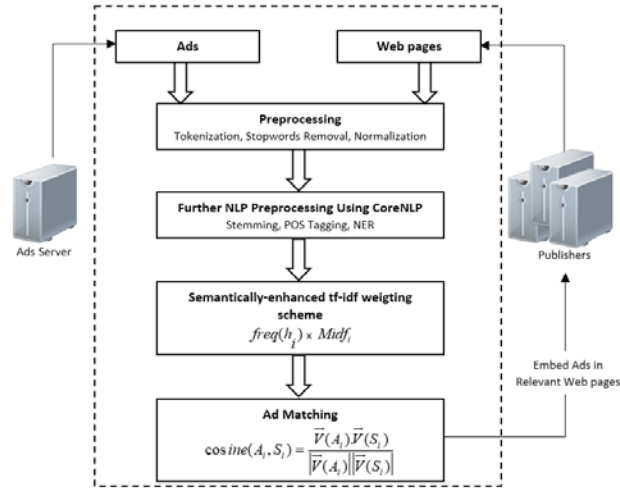 Ads
Web pages
Preprocessing
Tokenization, Stopwords Removal, Normalization
Further NLP Preprocessing Using CoreNLP
Stemming, POS Tagging, NER
Ads Server
Publishers
Semantically-enhanced tf-idf weigting
scheme
freq(h_i) × Midf_i
Embed Ads in
Relevant Web pages
Ad Matching
cosine(A_i, S_i) = V⃗(A_i).V⃗(S_i) / |V⃗(A_i)||V⃗(S_i)|